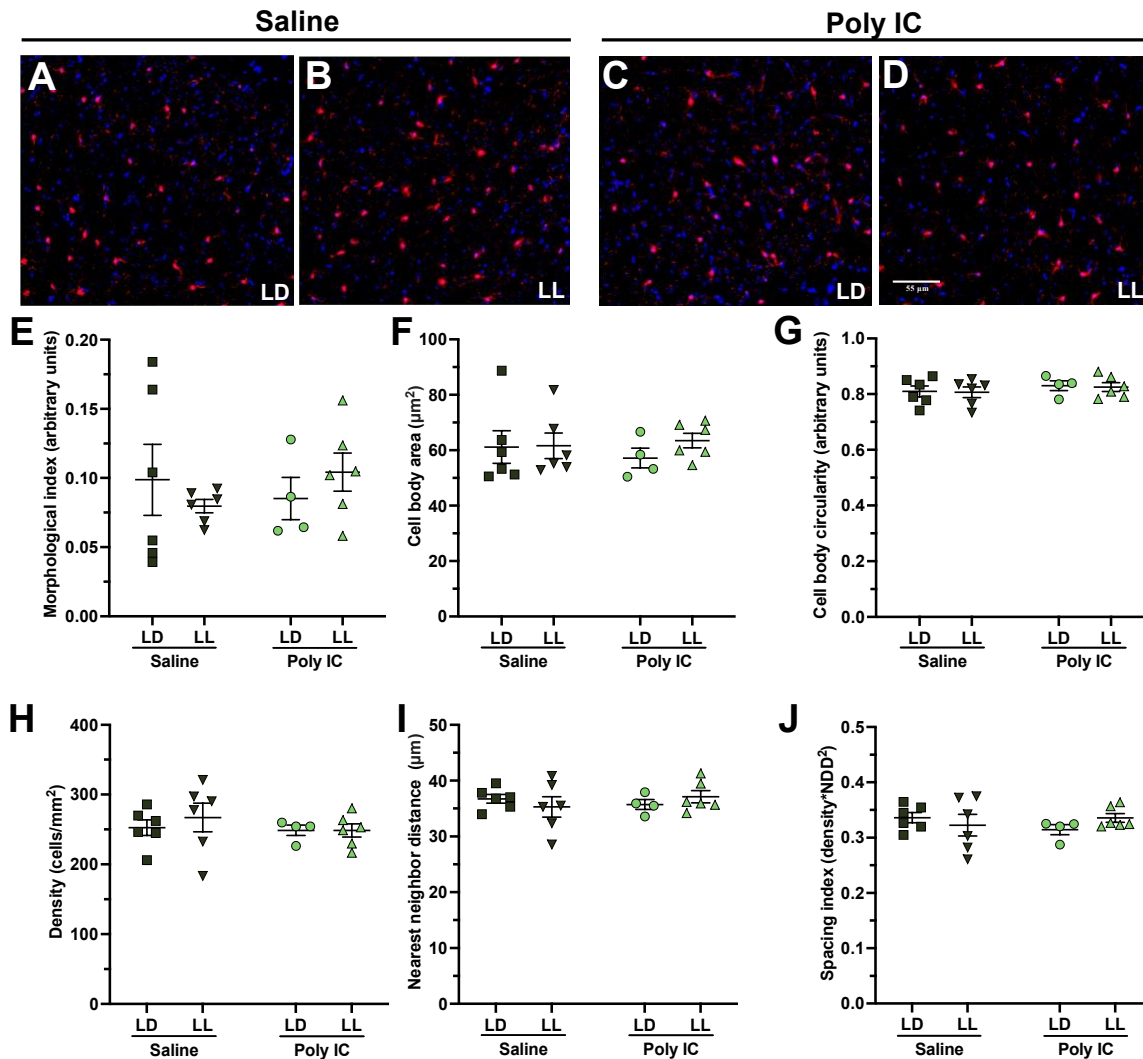 Saline Poly IC
A B C D
LD LL LD LL
55 µm
E F G
Morphological index (arbitrary units)
0.20
0.15
0.10
0.05
0.00
LD LL LD LL
Saline Poly IC
Cell body area (µm²)
100
80
60
40
20
0
LD LL LD LL
Saline Poly IC
Cell body circularity (arbitrary units)
1.0
0.8
0.6
0.4
0.2
0.0
LD LL LD LL
Saline Poly IC
H I J
Density (cells/mm²)
400
300
200
100
0
LD LL LD LL
Saline Poly IC
Nearest neighbor distance (µm)
50
40
30
20
10
0
LD LL LD LL
Saline Poly IC
Spacing index (density*NDD²)
0.5
0.4
0.3
0.2
0.1
0.0
LD LL LD LL
Saline Poly IC